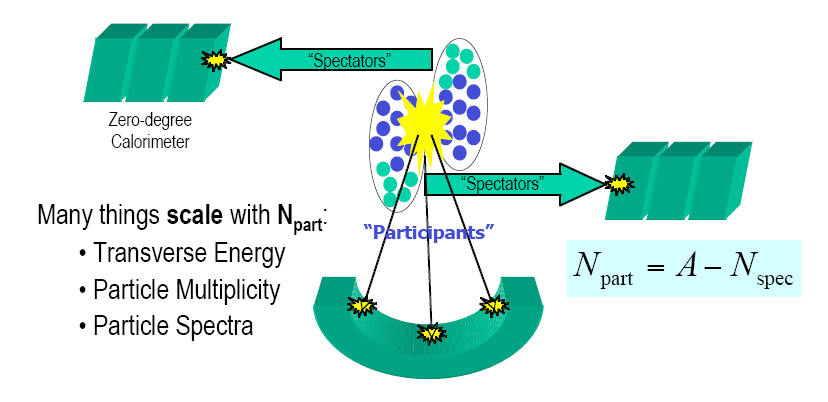 “Spectators”
Zero-degree
Calorimeter
“Spectators”
Many things scale with Npart:
• Transverse Energy
• Particle Multiplicity
• Particle Spectra
“Participants”
Npart = A − Nspec